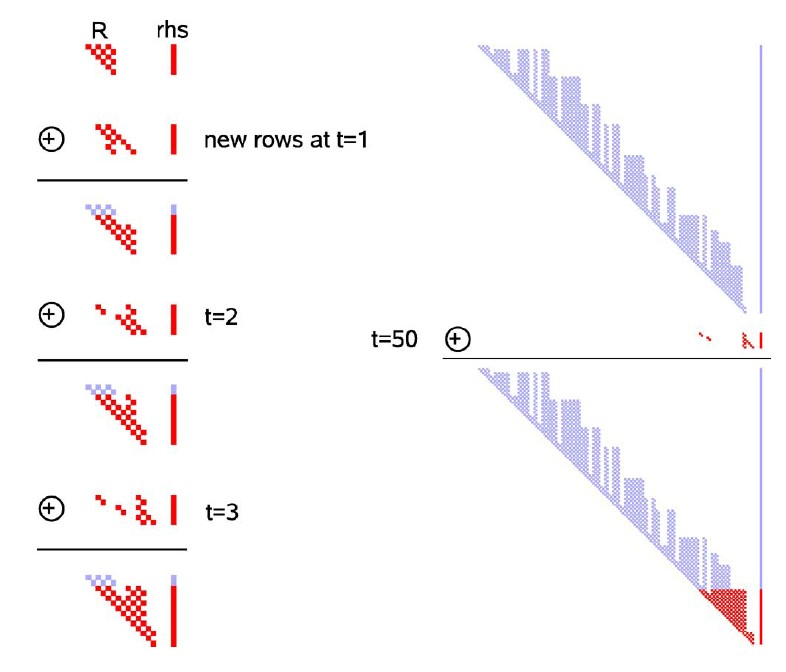 R rhs
new rows at t=1
t=2
t=3
t=50